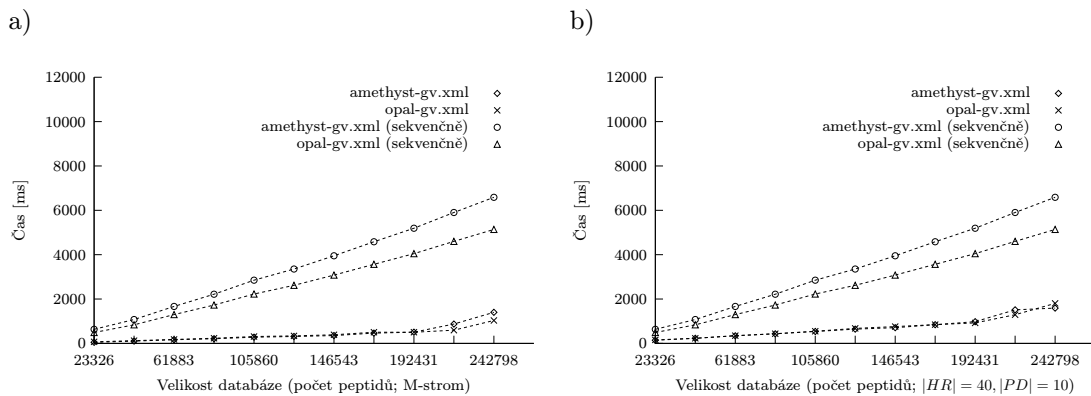 a)
12000
10000
8000
6000
4000
2000
0
Čas [ms]
amethyst-gv.xml
opal-gv.xml
amethyst-gv.xml (sekvenčně)
opal-gv.xml (sekvenčně)
23326 61883 105860 146543 192431 242798
Velikost databáze (počet peptidů; M-strom)
b)
12000
10000
8000
6000
4000
2000
0
Čas [ms]
amethyst-gv.xml
opal-gv.xml
amethyst-gv.xml (sekvenčně)
opal-gv.xml (sekvenčně)
23326 61883 105860 146543 192431 242798
Velikost databáze (počet peptidů; |HR| = 40, |PD| = 10)